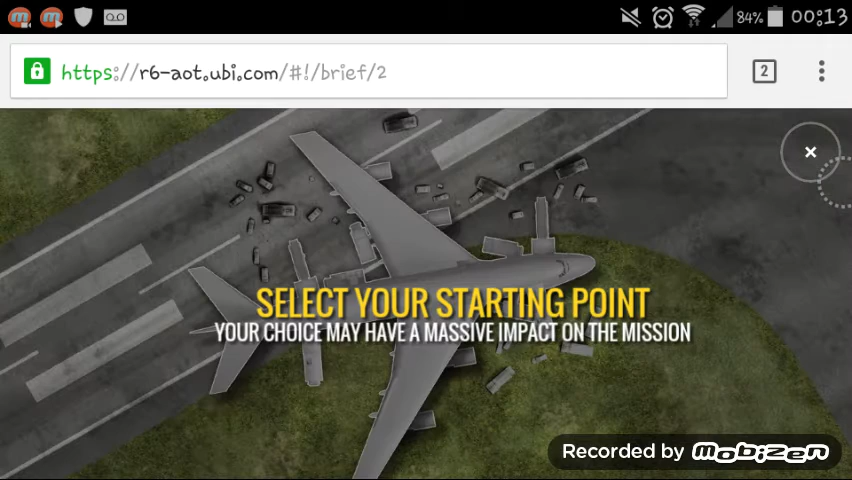 84% 00:13
https://r6-aot.ubi.com/#!/brief/2
2
SELECT YOUR STARTING POINT
YOUR CHOICE MAY HAVE A MASSIVE IMPACT ON THE MISSION
Recorded by mobizen